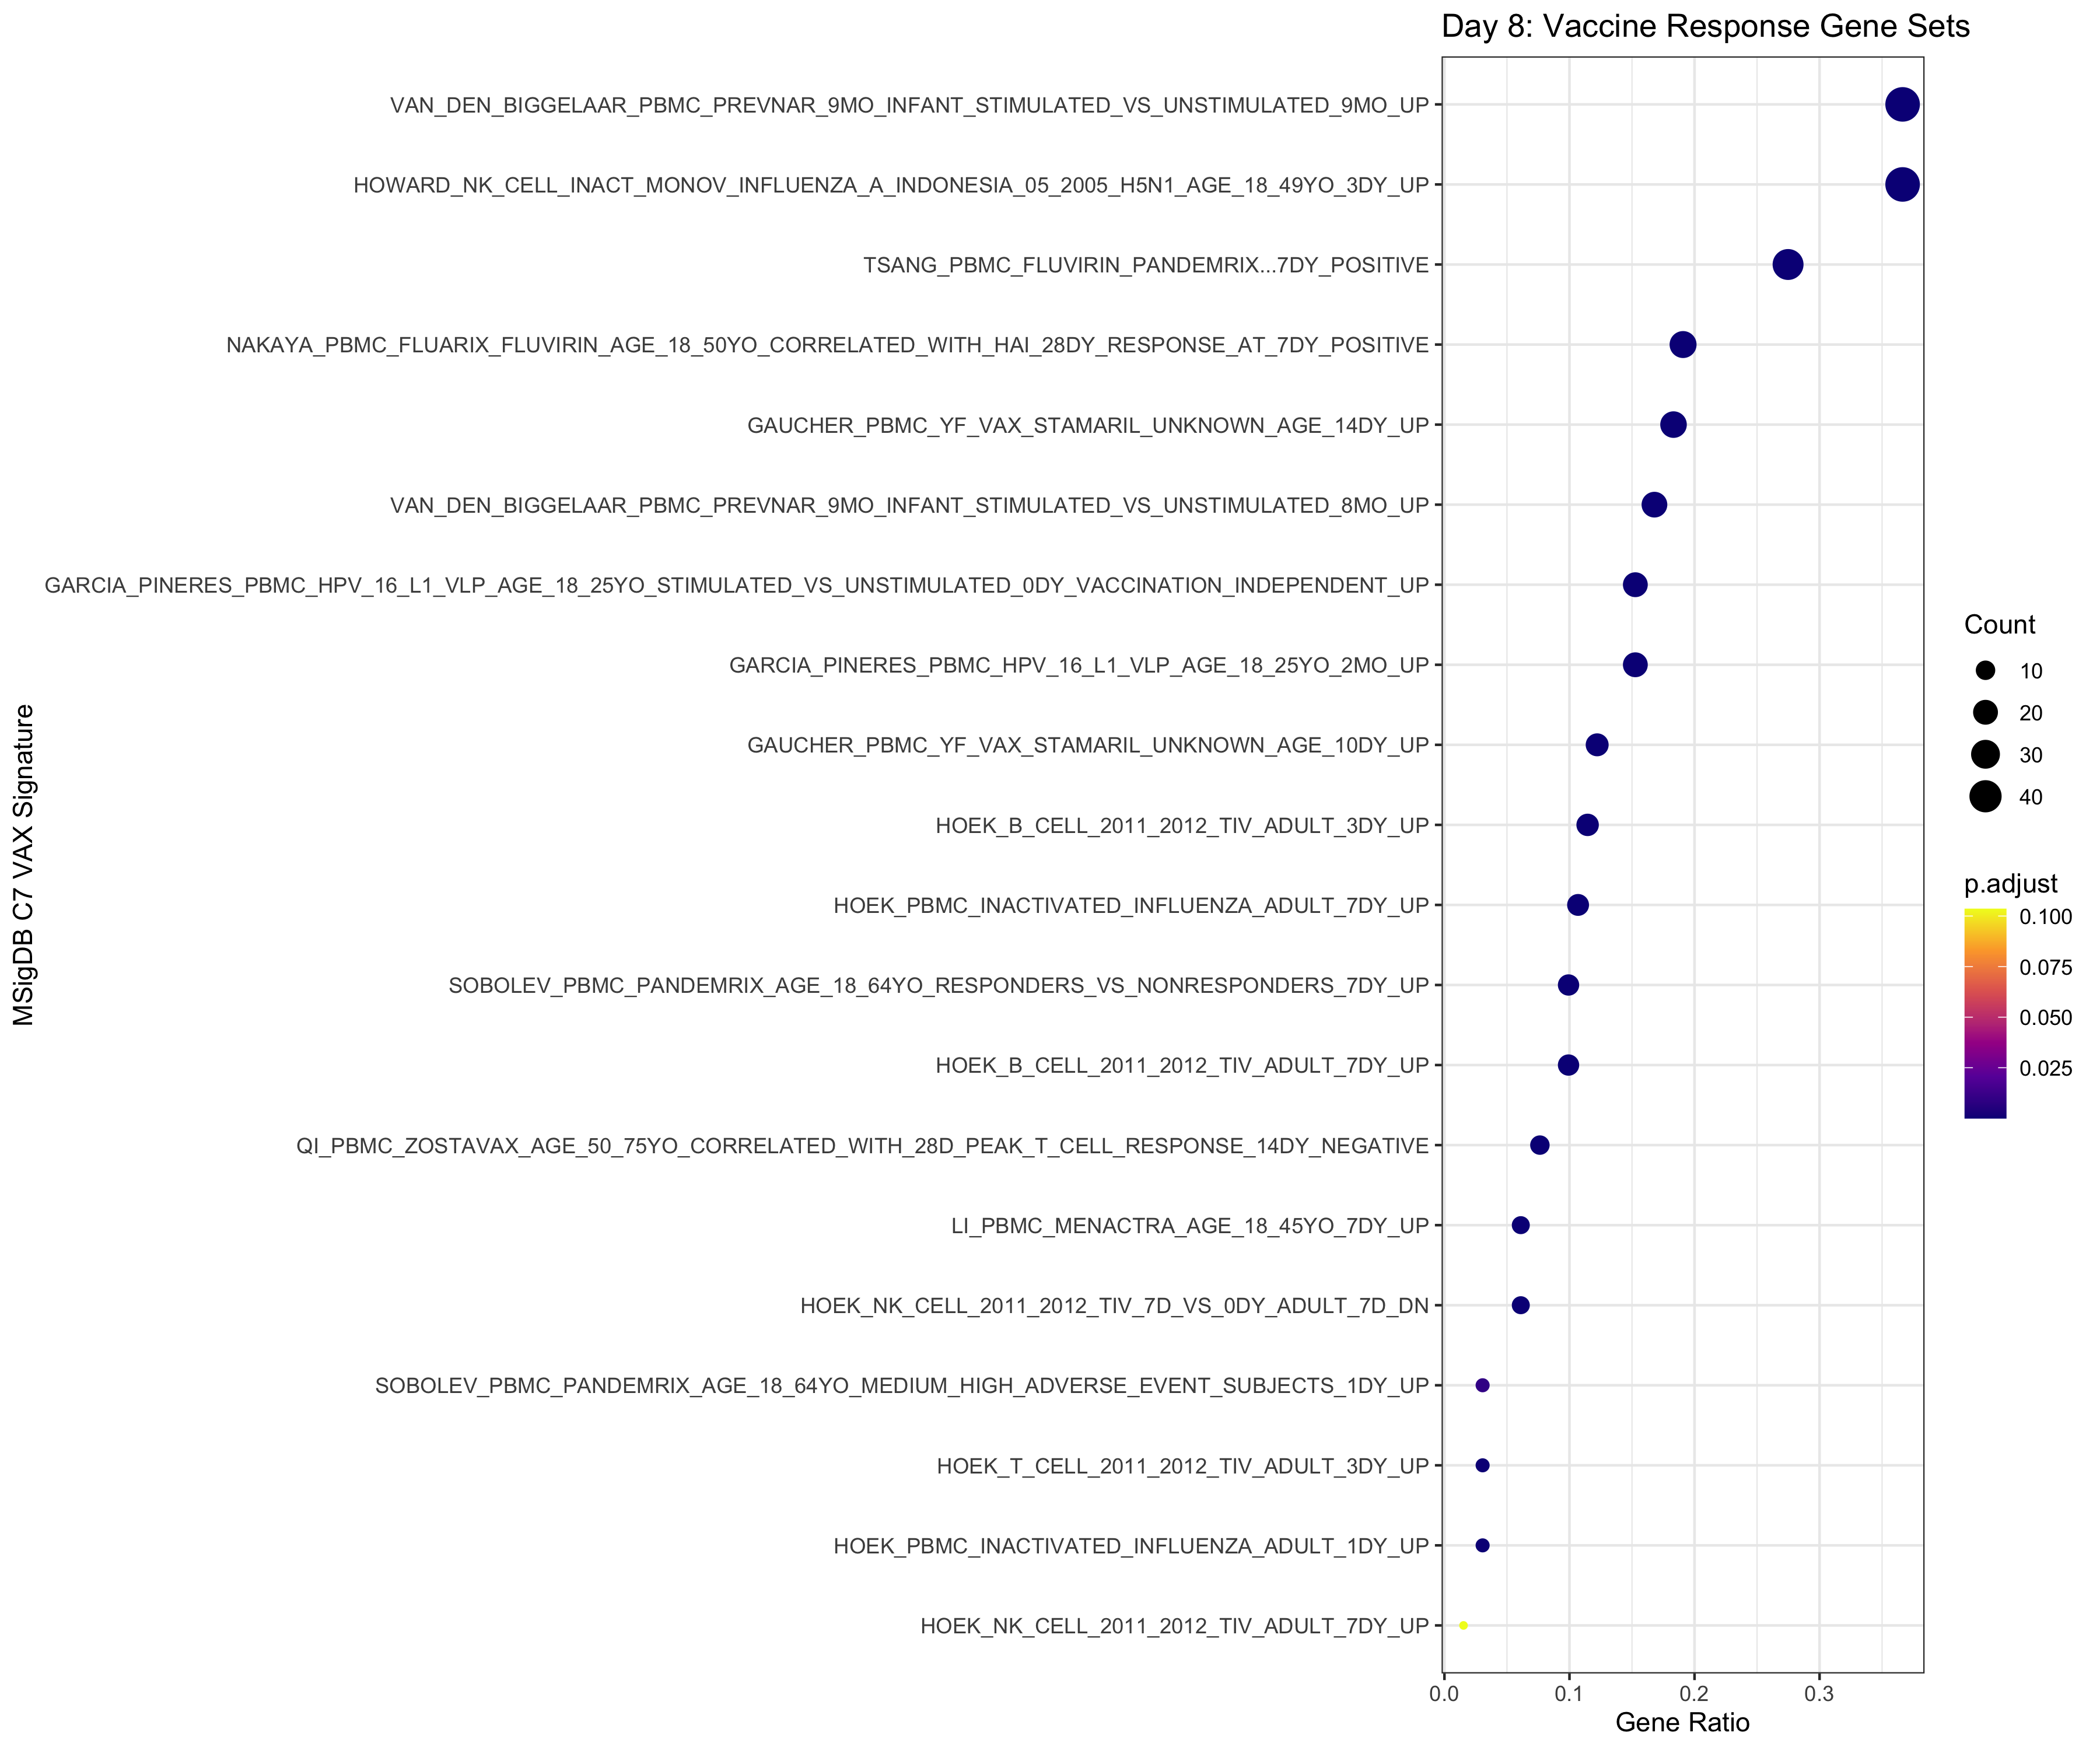 Day 8: Vaccine Response Gene Sets
VAN_DEN_BIGGELAAR_PBMC_PREVNAR_9MO_INFANT_STIMULATED_VS_UNSTIMULATED_9MO_UP
HOWARD_NK_CELL_INACT_MONOV_INFLUENZA_A_INDONESIA_05_2005_H5N1_AGE_18_49YO_3DY_UP
TSANG_PBMC_FLUVIRIN_PANDEMRIX...7DY_POSITIVE
NAKAYA_PBMC_FLUARIX_FLUVIRIN_AGE_18_50YO_CORRELATED_WITH_HAI_28DY_RESPONSE_AT_7DY_POSITIVE
GAUCHER_PBMC_YF_VAX_STAMARIL_UNKNOWN_AGE_14DY_UP
VAN_DEN_BIGGELAAR_PBMC_PREVNAR_9MO_INFANT_STIMULATED_VS_UNSTIMULATED_8MO_UP
GARCIA_PINERES_PBMC_HPV_16_L1_VLP_AGE_18_25YO_STIMULATED_VS_UNSTIMULATED_0DY_VACCINATION_INDEPENDENT_UP
GARCIA_PINERES_PBMC_HPV_16_L1_VLP_AGE_18_25YO_2MO_UP
GAUCHER_PBMC_YF_VAX_STAMARIL_UNKNOWN_AGE_10DY_UP
HOEK_B_CELL_2011_2012_TIV_ADULT_3DY_UP
HOEK_PBMC_INACTIVATED_INFLUENZA_ADULT_7DY_UP
SOBOLEV_PBMC_PANDEMRIX_AGE_18_64YO_RESPONDERS_VS_NONRESPONDERS_7DY_UP
HOEK_B_CELL_2011_2012_TIV_ADULT_7DY_UP
QI_PBMC_ZOSTAVAX_AGE_50_75YO_CORRELATED_WITH_28D_PEAK_T_CELL_RESPONSE_14DY_NEGATIVE
LI_PBMC_MENACTRA_AGE_18_45YO_7DY_UP
HOEK_NK_CELL_2011_2012_TIV_7D_VS_0DY_ADULT_7D_DN
SOBOLEV_PBMC_PANDEMRIX_AGE_18_64YO_MEDIUM_HIGH_ADVERSE_EVENT_SUBJECTS_1DY_UP
HOEK_T_CELL_2011_2012_TIV_ADULT_3DY_UP
HOEK_PBMC_INACTIVATED_INFLUENZA_ADULT_1DY_UP
HOEK_NK_CELL_2011_2012_TIV_ADULT_7DY_UP
MSigDB C7 VAX Signature
0.0 0.1 0.2 0.3
Gene Ratio
Count
10
20
30
40
p.adjust
0.100
0.075
0.050
0.025